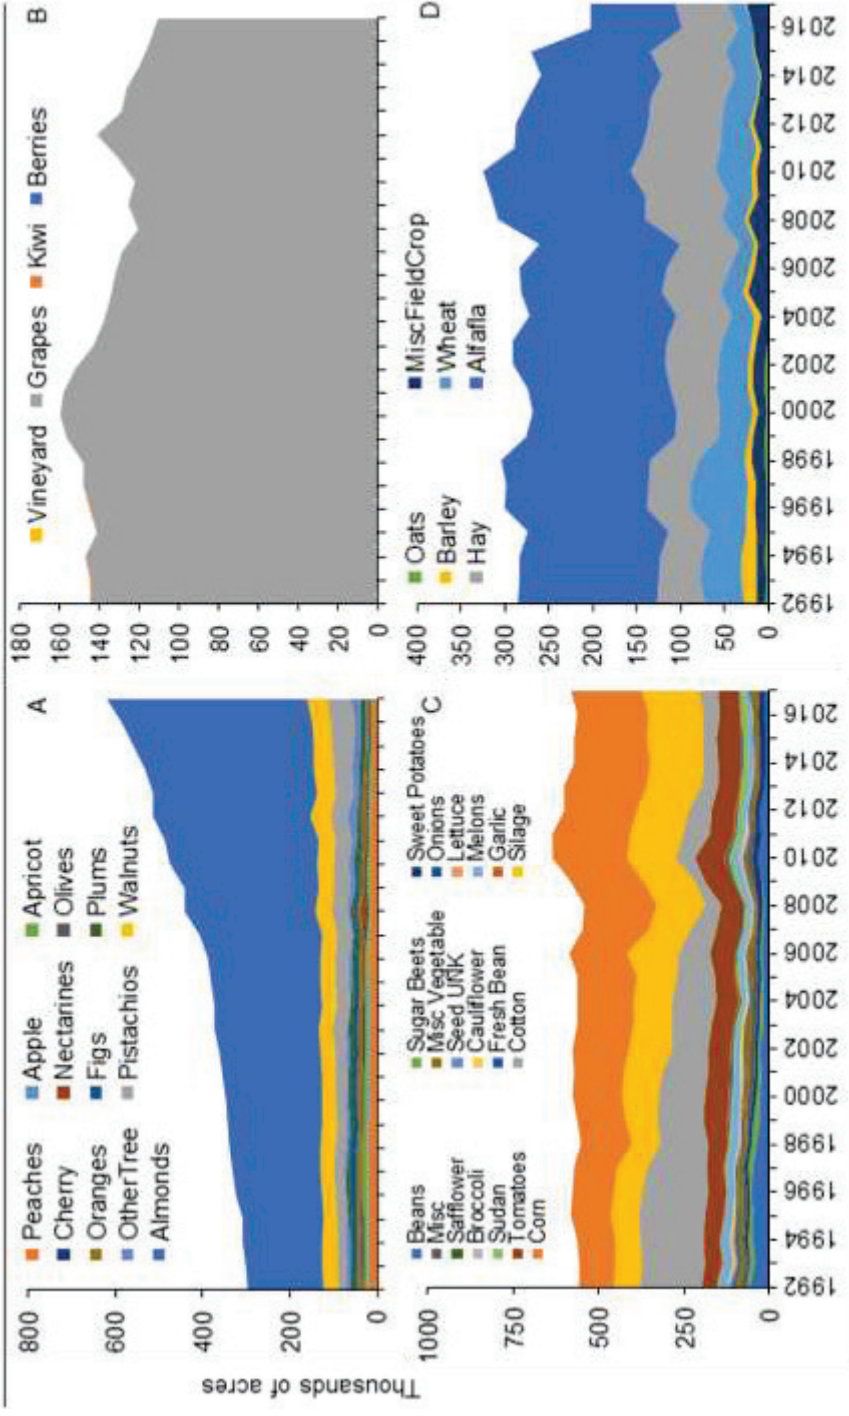 Thousands of acres
A
Peaches
Apple
Apricot
Cherry
Nectarines
Olives
Oranges
Figs
Plums
OtherTree
Pistachios
Walnuts
Almonds
800
600
400
200
0
B
Vineyard
Grapes
Kiwi
Berries
180
160
140
120
100
80
60
40
20
0
C
Beans
Sugar Beets
Sweet Potatoes
Misc
Misc Vegetable
Onions
Safflower
Seed UNK
Lettuce
Broccoli
Cauliflower
Melons
Sudan
Fresh Bean
Garlic
Tomatoes
Cotton
Silage
Corn
1000
750
500
250
0
1992
1994
1996
1998
2000
2002
2004
2006
2008
2010
2012
2014
2016
D
Oats
MiscFieldCrop
Barley
Wheat
Hay
Alfafla
400
350
300
250
200
150
100
50
0
1992
1994
1996
1998
2000
2002
2004
2006
2008
2010
2012
2014
2016